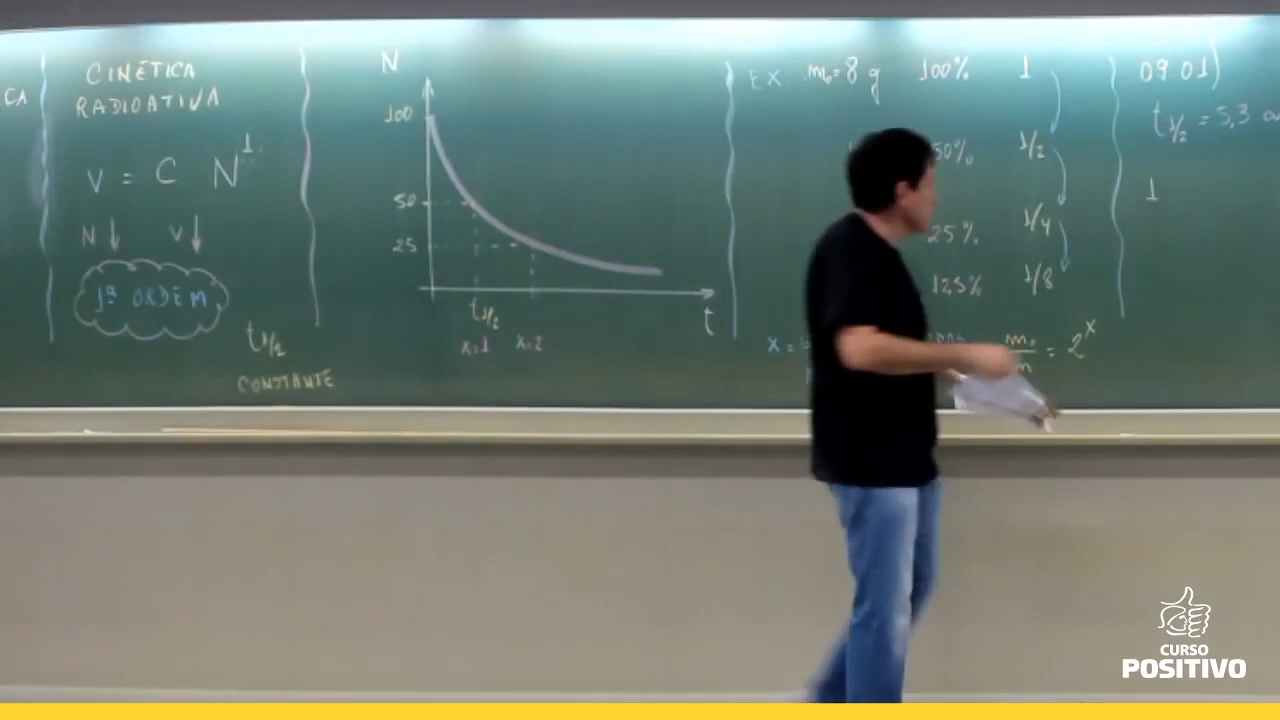 CA
CINÉTICA
RADIOATIVA
V = C N¹
N↓ V↓
1ª ORDEM
t1/2
CONSTANTE
N
100
50
25
t1/2
t
x=1 x=2
EX m₀=8 g 100% 1
50% 1/2
25% 1/4
12,5% 1/8
x =
m₀/m = 2ˣ
09 01)
t1/2 = 5,3
1
CURSO
POSITIVO